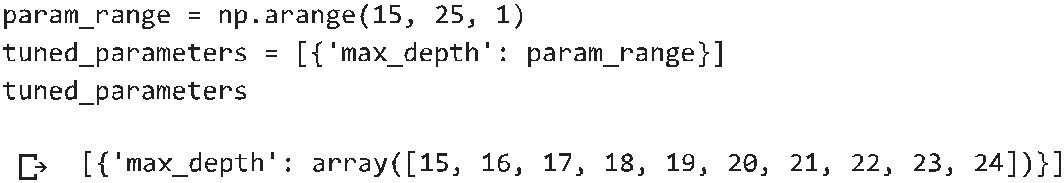 param_range = np.arange(15, 25, 1)
tuned_parameters = [{'max_depth': param_range}]
tuned_parameters
[{'max_depth': array([15, 16, 17, 18, 19, 20, 21, 22, 23, 24])}]